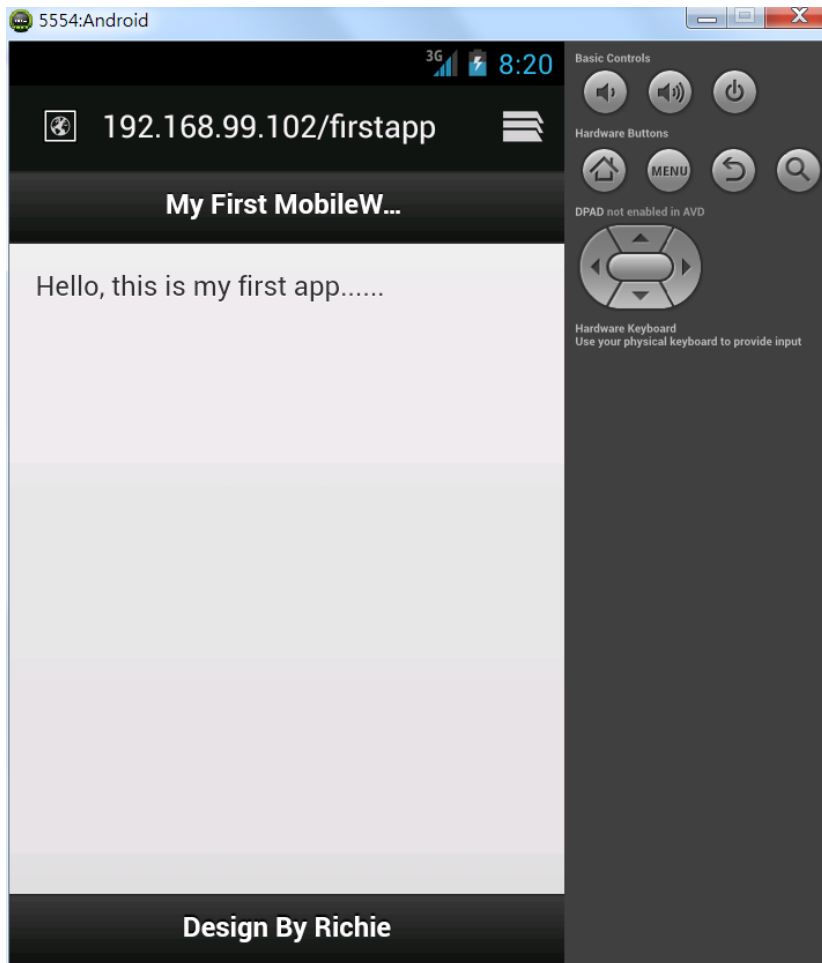 5554:Android
3G 8:20
192.168.99.102/firstapp
My First MobileW...
Hello, this is my first app......
Design By Richie
Basic Controls
Hardware Buttons
MENU
DPAD not enabled in AVD
Hardware Keyboard
Use your physical keyboard to provide input